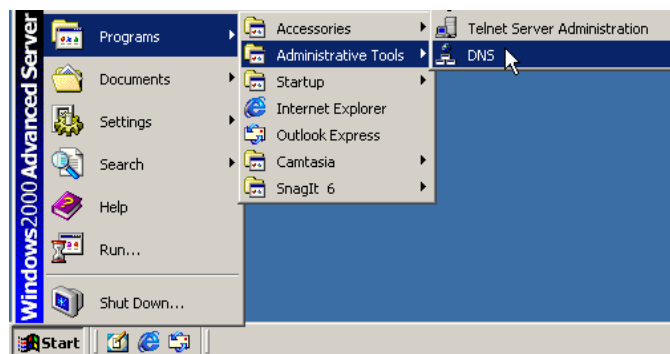 Windows2000 Advanced Server
Programs
Documents
Settings
Search
Help
Run...
Shut Down...
Accessories
Administrative Tools
Startup
Internet Explorer
Outlook Express
Camtasia
SnagIt 6
Telnet Server Administration
DNS
Start